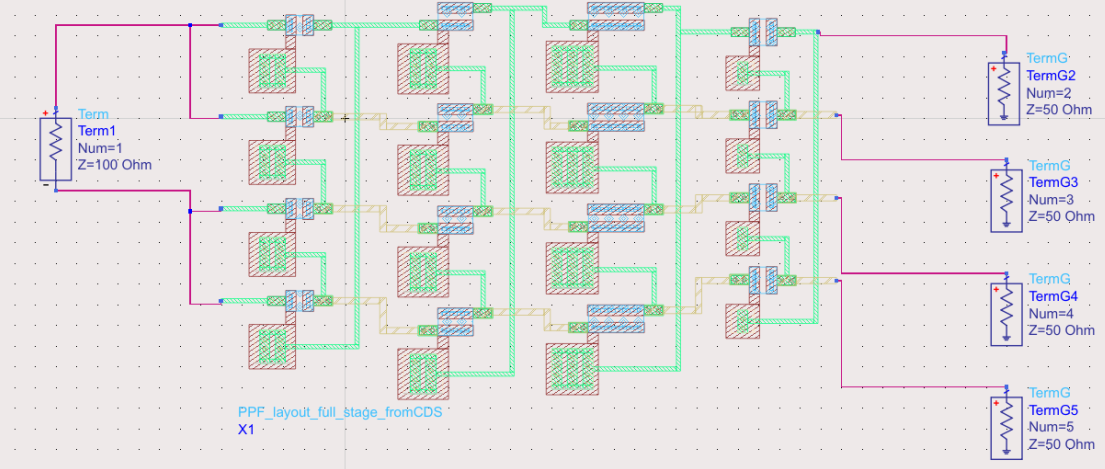 Term
Term1
Num=1
Z=100 Ohm
TermG
TermG2
Num=2
Z=50 Ohm
TermG
TermG3
Num=3
Z=50 Ohm
TermG
TermG4
Num=4
Z=50 Ohm
TermG
TermG5
Num=5
Z=50 Ohm
PPF_layout_full_stage_fromCDS
X1